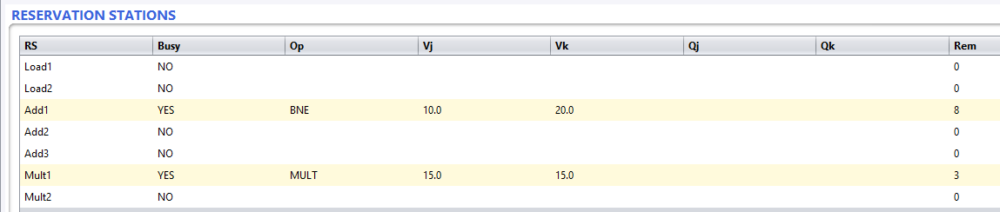 RESERVATION STATIONS
RS Busy Op Vj Vk Qj Qk Rem
Load1 NO 0
Load2 NO 0
Add1 YES BNE 10.0 20.0 8
Add2 NO 0
Add3 NO 0
Mult1 YES MULT 15.0 15.0 3
Mult2 NO 0